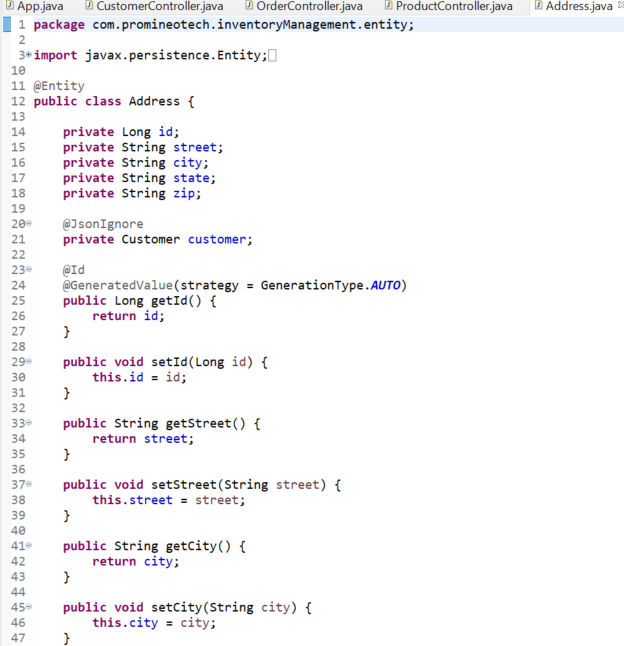 App.java CustomerController.java OrderController.java ProductController.java Address.java
1 package com.promineotech.inventoryManagement.entity;
2
3 import javax.persistence.Entity;
10
11 @Entity
12 public class Address {
13
14     private Long id;
15     private String street;
16     private String city;
17     private String state;
18     private String zip;
19
20     @JsonIgnore
21     private Customer customer;
22
23     @Id
24     @GeneratedValue(strategy = GenerationType.AUTO)
25     public Long getId() {
26         return id;
27     }
28
29     public void setId(Long id) {
30         this.id = id;
31     }
32
33     public String getStreet() {
34         return street;
35     }
36
37     public void setStreet(String street) {
38         this.street = street;
39     }
40
41     public String getCity() {
42         return city;
43     }
44
45     public void setCity(String city) {
46         this.city = city;
47     }